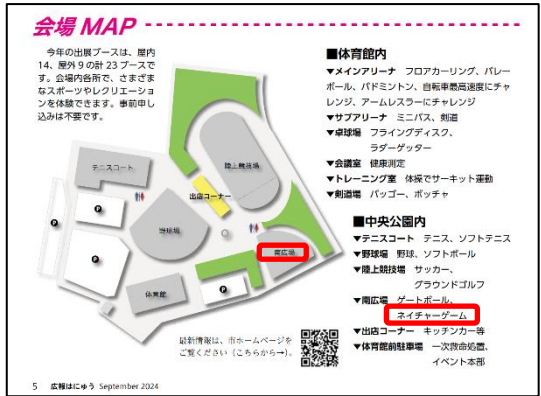 会場 MAP
今年の出展ブースは、屋内
14、屋外9の計23ブースで
す。会場内各所で、さまざま
なスポーツやレクリエーショ
ンを体験できます。事前申し
込みは不要です。
テニスコート
陸上競技場
出店コーナー
P
野球場
P
南広場
P
体育館
P
最新情報は、市ホームページを
ご覧ください（こちらから→）。
■体育館内
▼メインアリーナ フロアカーリング、バレー
ボール、バドミントン、自転車最高速度にチャ
レンジ、アームレスラーにチャレンジ
▼サブアリーナ ミニバス、剣道
▼卓球場 フライングディスク、
ラダーゲッター
▼会議室 健康測定
▼トレーニング室 体操でサーキット運動
▼剣道場 バッゴー、ボッチャ
■中央公園内
▼テニスコート テニス、ソフトテニス
▼野球場 野球、ソフトボール
▼陸上競技場 サッカー、
グラウンドゴルフ
▼南広場 ゲートボール、
ネイチャーゲーム
▼出店コーナー キッチンカー等
▼体育館前駐車場 一次救命処置、
イベント本部
5 広報はにゅう September 2024